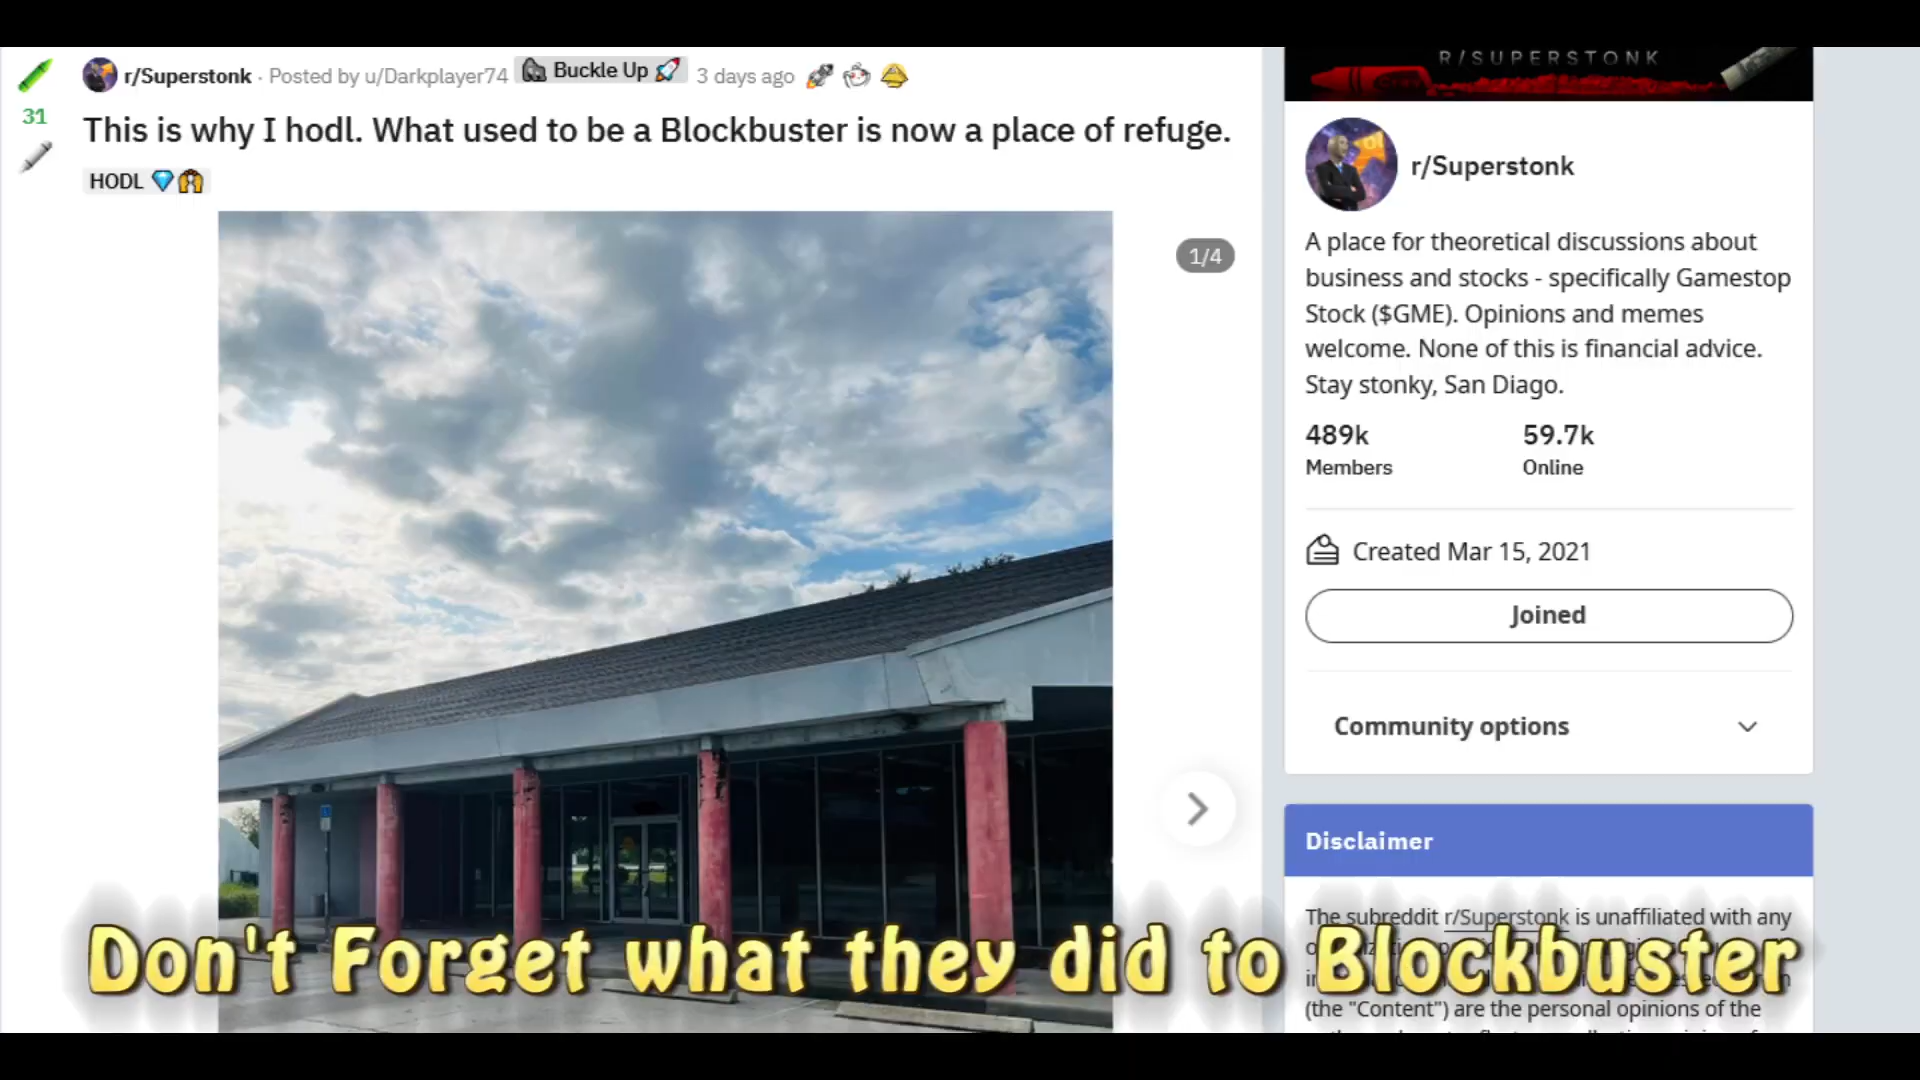 r/Superstonk · Posted by u/Darkplayer74 Buckle Up 3 days ago
31
This is why I hodl. What used to be a Blockbuster is now a place of refuge.
HODL
1/4
R/SUPERSTONK
r/Superstonk
A place for theoretical discussions about
business and stocks - specifically Gamestop
Stock ($GME). Opinions and memes
welcome. None of this is financial advice.
Stay stonky, San Diago.
489k
Members
59.7k
Online
Created Mar 15, 2021
Joined
Community options
Disclaimer
The subreddit r/Superstonk is unaffiliated with any
(the "Content") are the personal opinions of the
Don't Forget what they did to Blockbuster